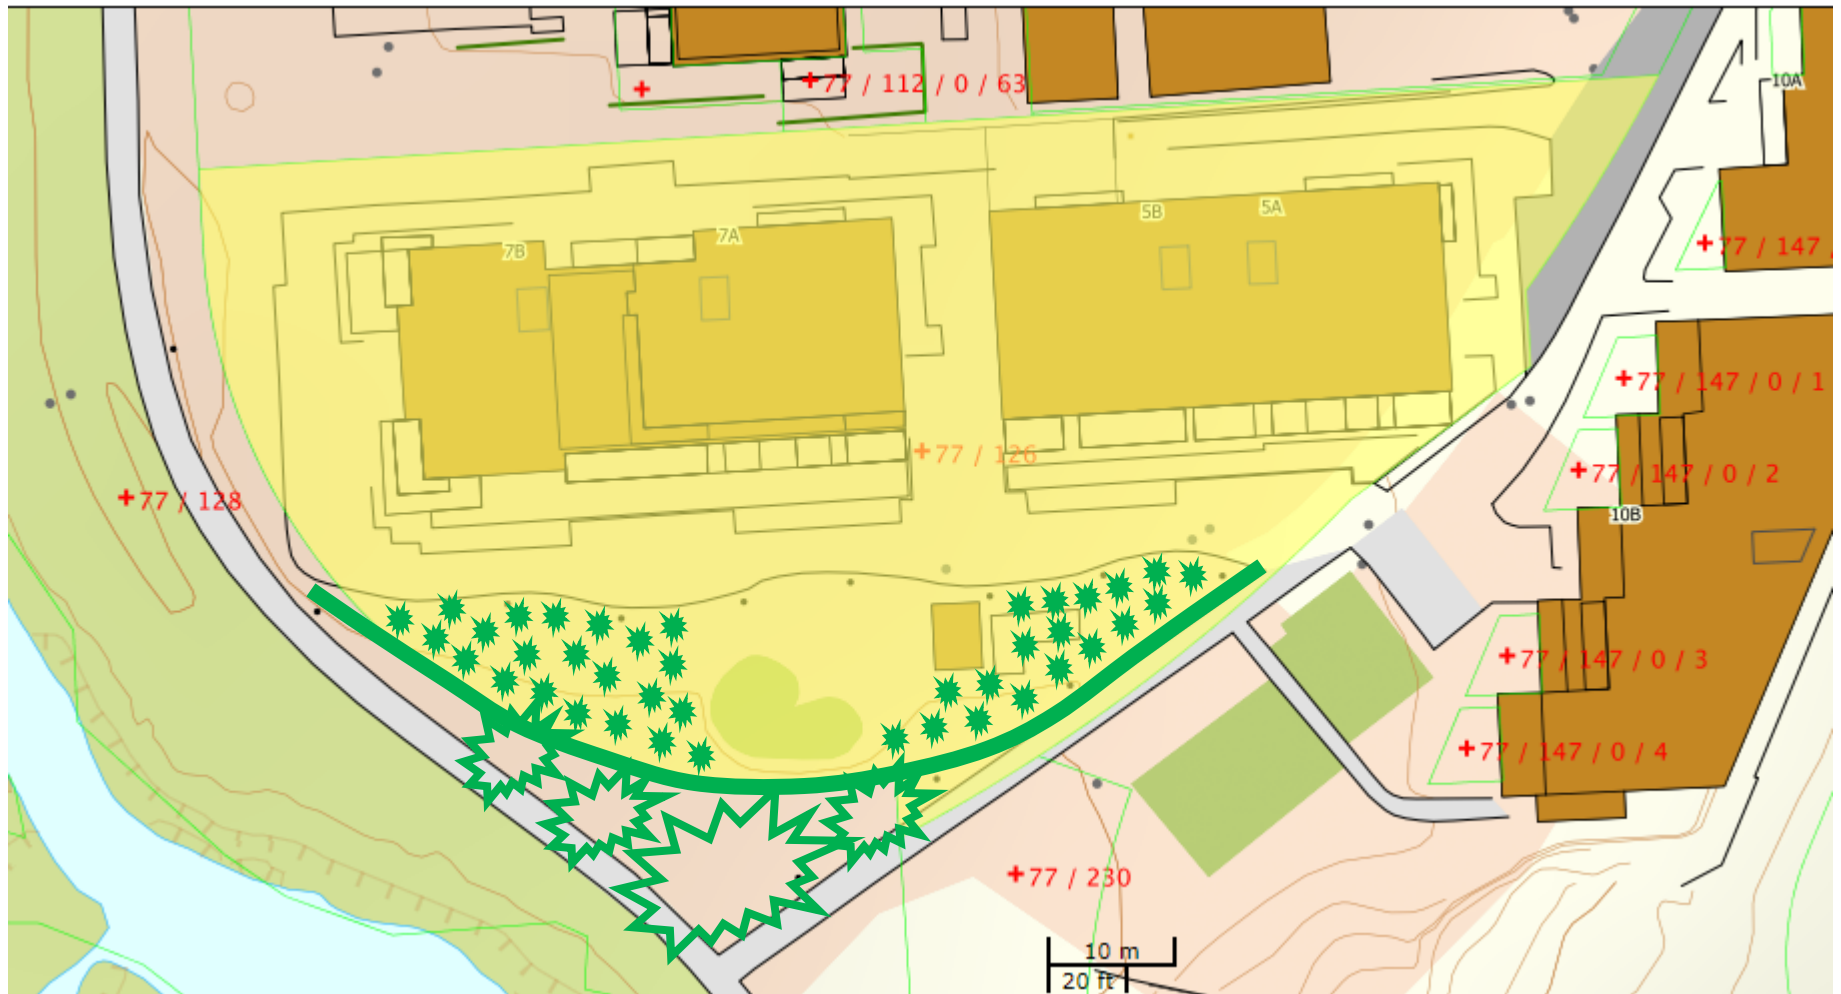 10A
77 / 112 / 0 / 63
5B
5A
7A
7B
77 / 147 /
77 / 147 / 0 / 1
77 / 126
77 / 147 / 0 / 2
77 / 128
10B
77 / 147 / 0 / 3
77 / 147 / 0 / 4
77 / 230
10 m
20 ft